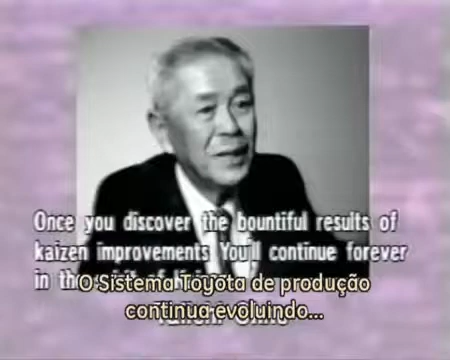 Once you discover the bountiful results of
kaizen improvements You'll continue forever
in the
O Sistema Toyota de produção
continua evoluindo...